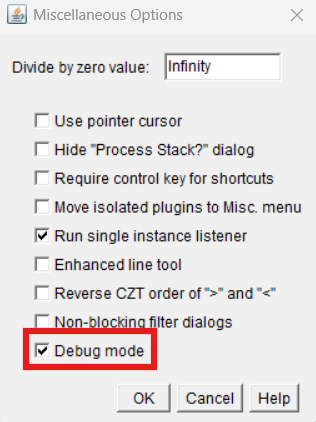 Miscellaneous Options
Divide by zero value: Infinity
Use pointer cursor
Hide "Process Stack?" dialog
Require control key for shortcuts
Move isolated plugins to Misc. menu
Run single instance listener
Enhanced line tool
Reverse CZT order of ">" and "<"
Non-blocking filter dialogs
Debug mode
OK Cancel Help